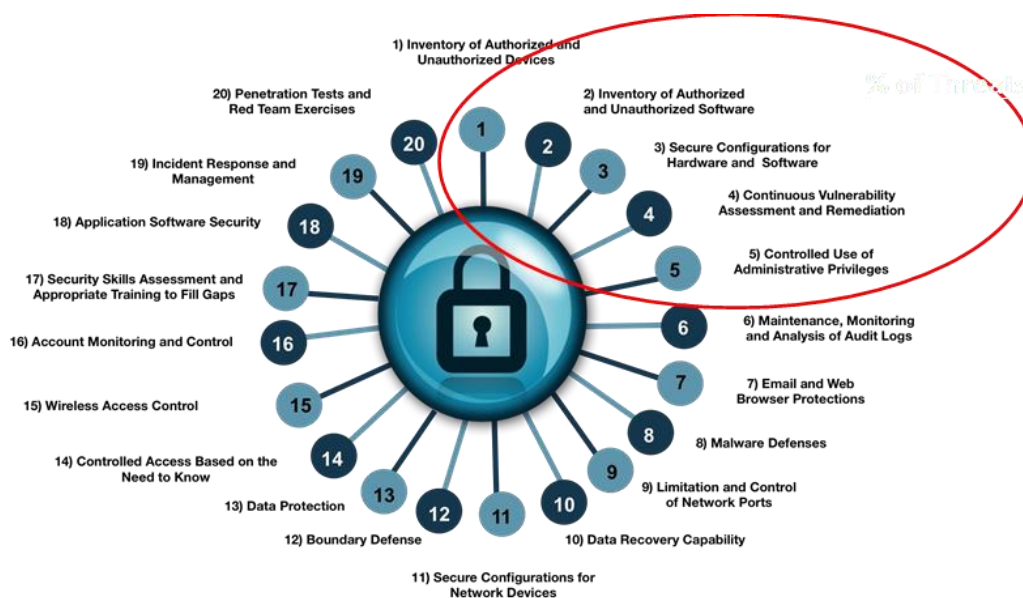 1) Inventory of Authorized and
Unauthorized Devices
2) Inventory of Authorized
and Unauthorized Software
3) Secure Configurations for
Hardware and Software
4) Continuous Vulnerability
Assessment and Remediation
5) Controlled Use of
Administrative Privileges
6) Maintenance, Monitoring
and Analysis of Audit Logs
7) Email and Web
Browser Protections
8) Malware Defenses
9) Limitation and Control
of Network Ports
10) Data Recovery Capability
11) Secure Configurations for
Network Devices
12) Boundary Defense
13) Data Protection
14) Controlled Access Based on the
Need to Know
15) Wireless Access Control
16) Account Monitoring and Control
17) Security Skills Assessment and
Appropriate Training to Fill Gaps
18) Application Software Security
19) Incident Response and
Management
20) Penetration Tests and
Red Team Exercises
% of Threats
1
2
3
4
5
6
7
8
9
10
11
12
13
14
15
16
17
18
19
20